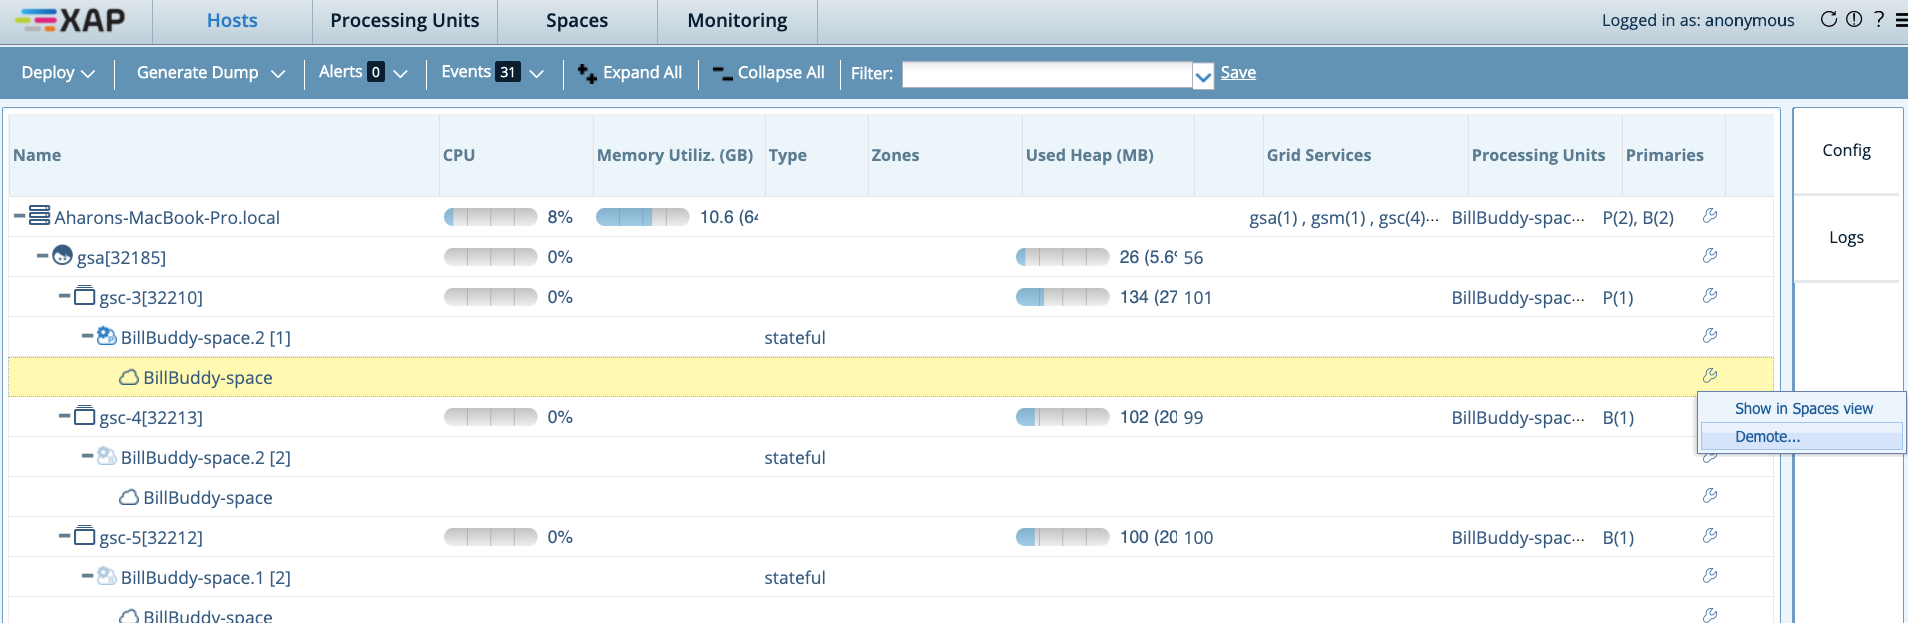 XAP Hosts Processing Units Spaces Monitoring Logged in as: anonymous ?
Deploy Generate Dump Alerts 0 Events 31 Expand All Collapse All Filter: Save
Name CPU Memory Utiliz. (GB) Type Zones Used Heap (MB) Grid Services Processing Units Primaries
Config
Logs
Aharons-MacBook-Pro.local 8% 10.6 (64 gsa(1) , gsm(1) , gsc(4)... BillBuddy-spac... P(2), B(2)
gsa[32185] 0% 26 (5.6% 56
gsc-3[32210] 0% 134 (27 101 BillBuddy-spac... P(1)
BillBuddy-space.2 [1] stateful
BillBuddy-space
Show in Spaces view
Demote...
gsc-4[32213] 0% 102 (20 99 BillBuddy-spac... B(1)
BillBuddy-space.2 [2] stateful
BillBuddy-space
gsc-5[32212] 0% 100 (20 100 BillBuddy-spac... B(1)
BillBuddy-space.1 [2] stateful
BillBuddy-space